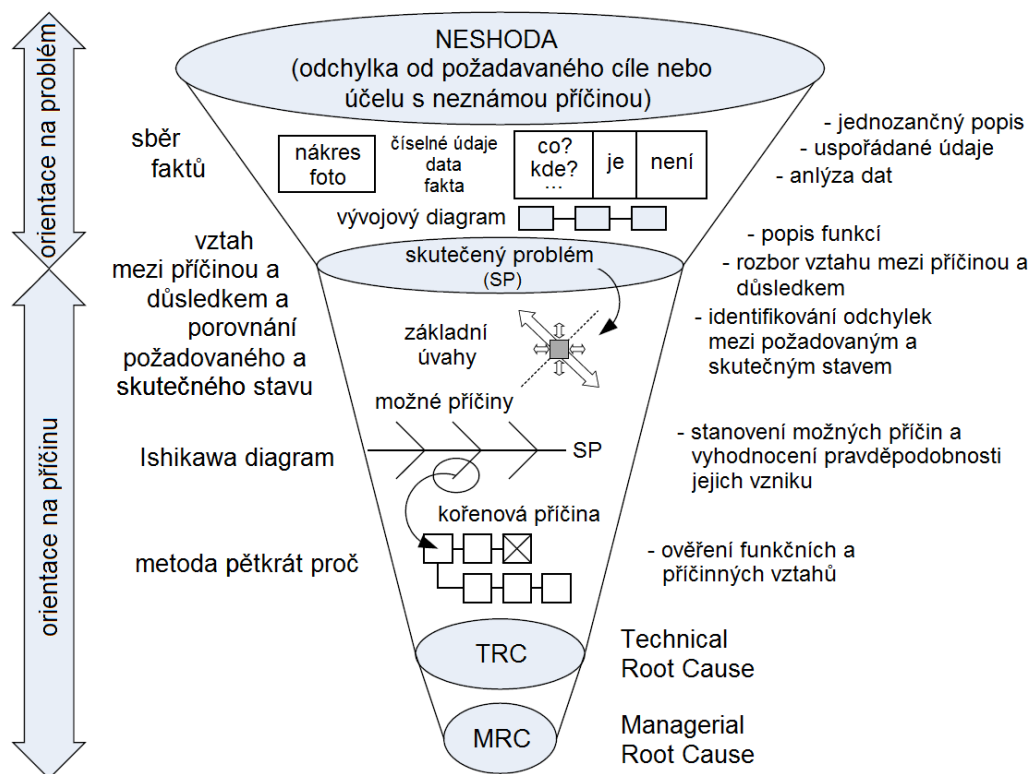 orientace na problém
NESHODA
(odchylka od požadavaného cíle nebo
účelu s neznámou příčinou)
sběr
faktů
nákres
foto
číselné údaje
data
fakta
co?
kde?
...
je
není
vývojový diagram
- jednozančný popis
- uspořádané údaje
- anlýza dat
orientace na příčinu
vztah
mezi příčinou a
důsledkem a
porovnání
požadovaného a
skutečného stavu
skutečený problém
(SP)
základní
úvahy
- popis funkcí
- rozbor vztahu mezi příčinou a
důsledkem
- identifikování odchylek
mezi požadovaným a
skutečným stavem
možné příčiny
Ishikawa diagram
SP
- stanovení možných příčin a
vyhodnocení pravděpodobnosti
jejich vzniku
kořenová příčina
metoda pětkrát proč
- ověření funkčních a
příčinných vztahů
TRC
Technical
Root Cause
MRC
Managerial
Root Cause